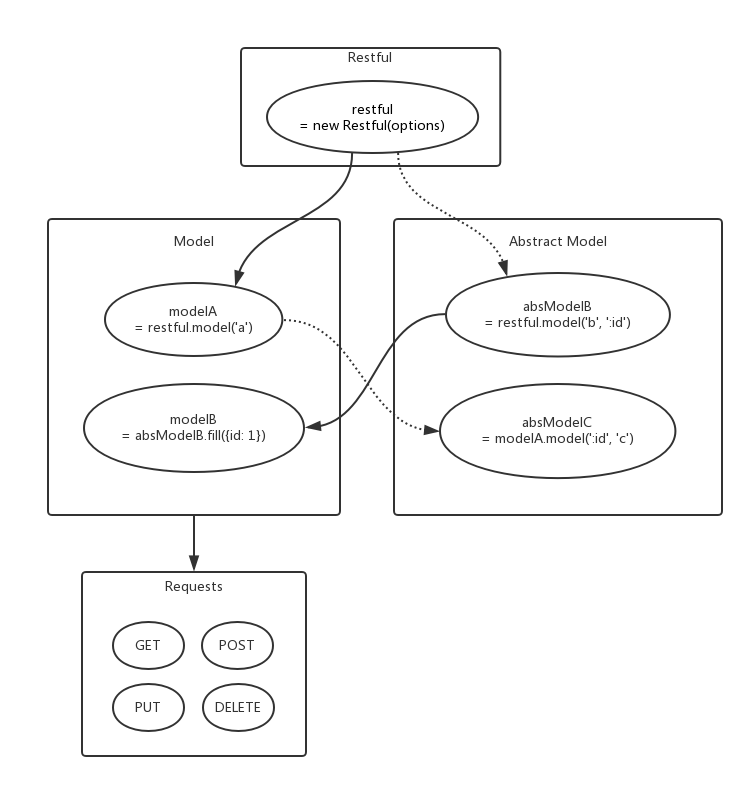 Restful
restful
= new Restful(options)
Model
modelA
= restful.model('a')
modelB
= absModelB.fill({id: 1})
Abstract Model
absModelB
= restful.model('b', ':id')
absModelC
= modelA.model(':id', 'c')
Requests
GET
POST
PUT
DELETE